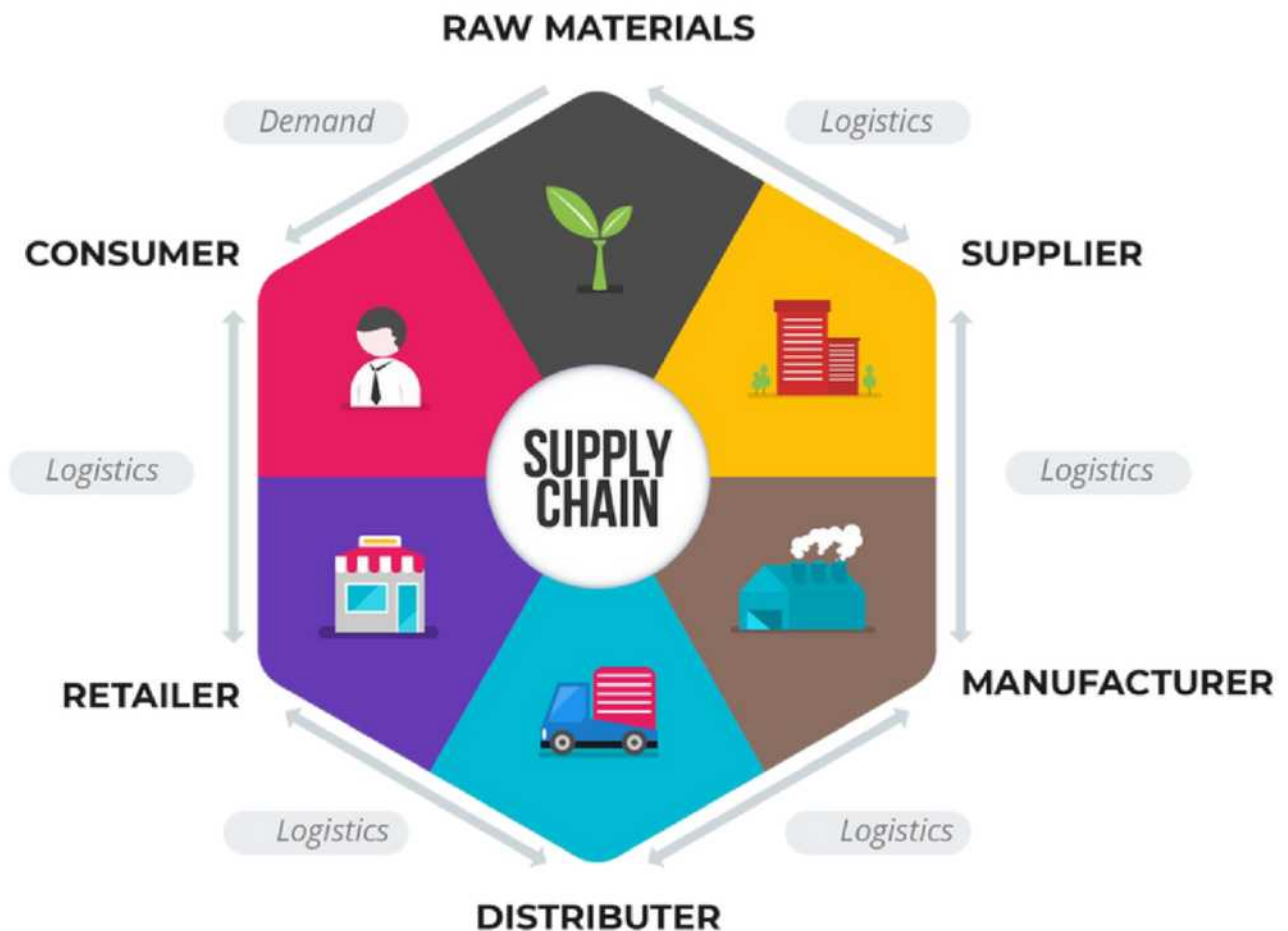 RAW MATERIALS
Demand
Logistics
CONSUMER
SUPPLIER
SUPPLY
CHAIN
Logistics
Logistics
RETAILER
MANUFACTURER
Logistics
Logistics
DISTRIBUTER